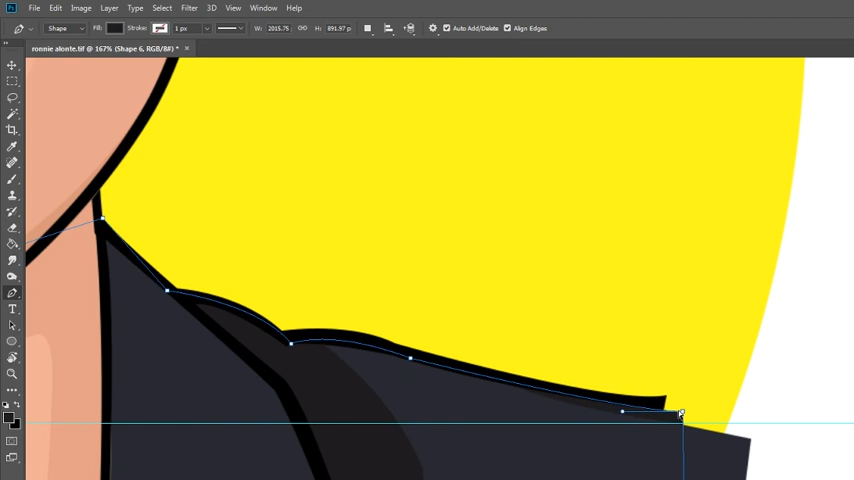 Ps File Edit Image Layer Type Select Filter 3D View Window Help
Shape Fill: Stroke: 1 px W: 2015.75 H: 891.97 p Auto Add/Delete Align Edges
ronnie alonte.tif @ 167% (Shape 6, RGB/8#) * ×
T